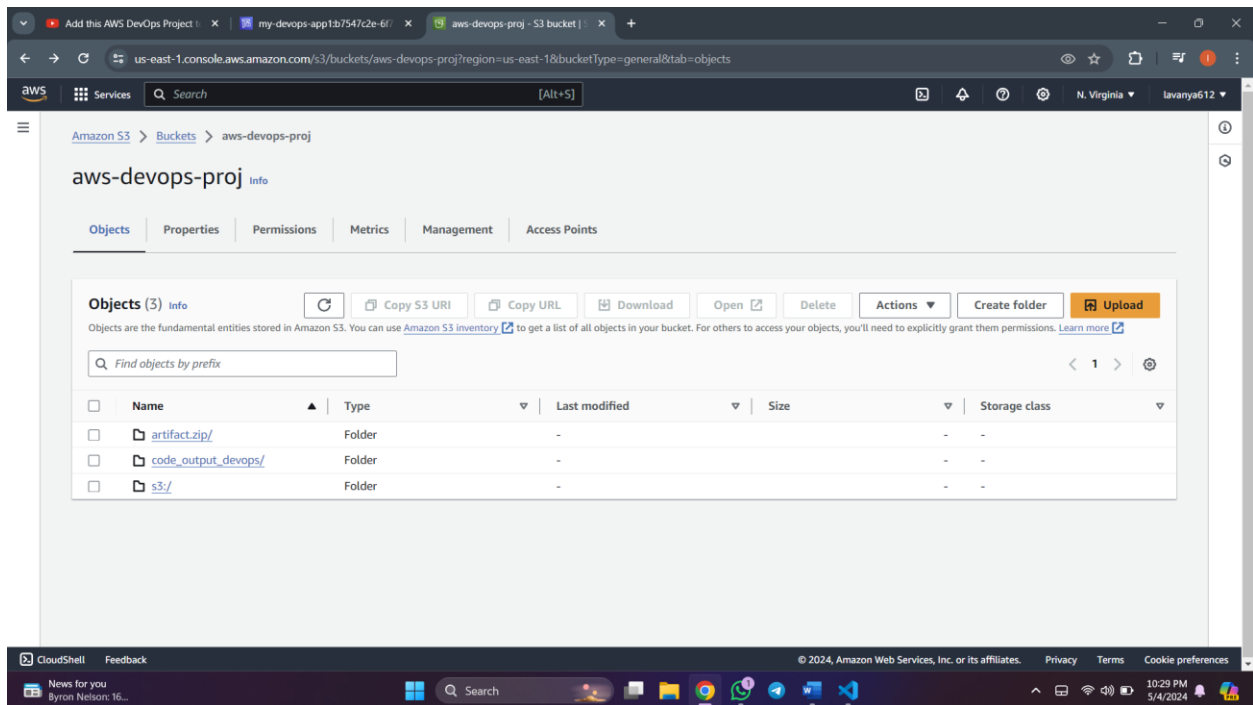 Add this AWS DevOps Project t
my-devops-app1:b7547c2e-6f7
aws-devops-proj - S3 bucket | S
us-east-1.console.aws.amazon.com/s3/buckets/aws-devops-proj?region=us-east-1&bucketType=general&tab=objects
aws
Services
Search
[Alt+S]
N. Virginia
lavanya612
Amazon S3 > Buckets > aws-devops-proj
aws-devops-proj Info
Objects Properties Permissions Metrics Management Access Points
Objects (3) Info
Copy S3 URI
Copy URL
Download
Open
Delete
Actions
Create folder
Upload
Objects are the fundamental entities stored in Amazon S3. You can use Amazon S3 inventory to get a list of all objects in your bucket. For others to access your objects, you'll need to explicitly grant them permissions. Learn more
Find objects by prefix
1
Name Type Last modified Size Storage class
artifact.zip/ Folder - - -
code_output_devops/ Folder - - -
s3:/ Folder - - -
CloudShell Feedback
© 2024, Amazon Web Services, Inc. or its affiliates. Privacy Terms Cookie preferences
News for you
Byron Nelson: 16...
Search
10:29 PM
5/4/2024